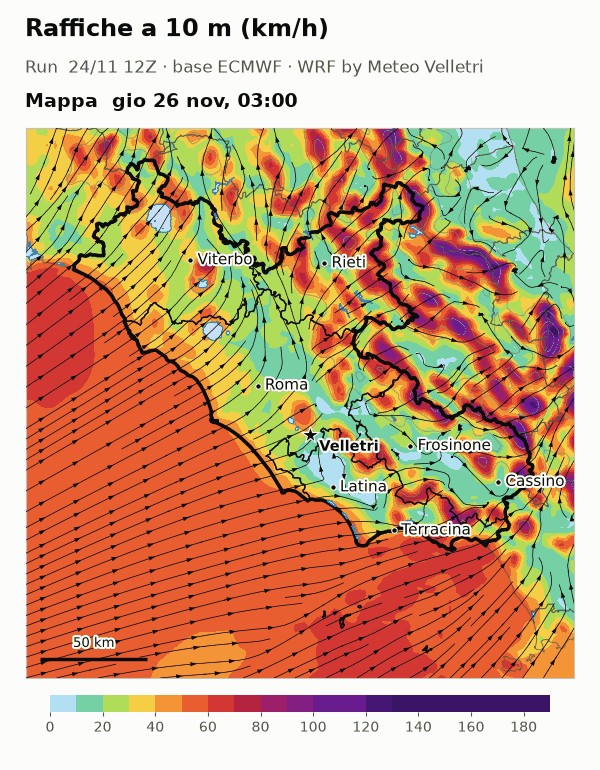 Raffiche a 10 m (km/h)
Run 24/11 12Z · base ECMWF · WRF by Meteo Velletri
Mappa gio 26 nov, 03:00
Viterbo
Rieti
Roma
Velletri
Frosinone
Latina
Cassino
Terracina
50 km
0 20 40 60 80 100 120 140 160 180